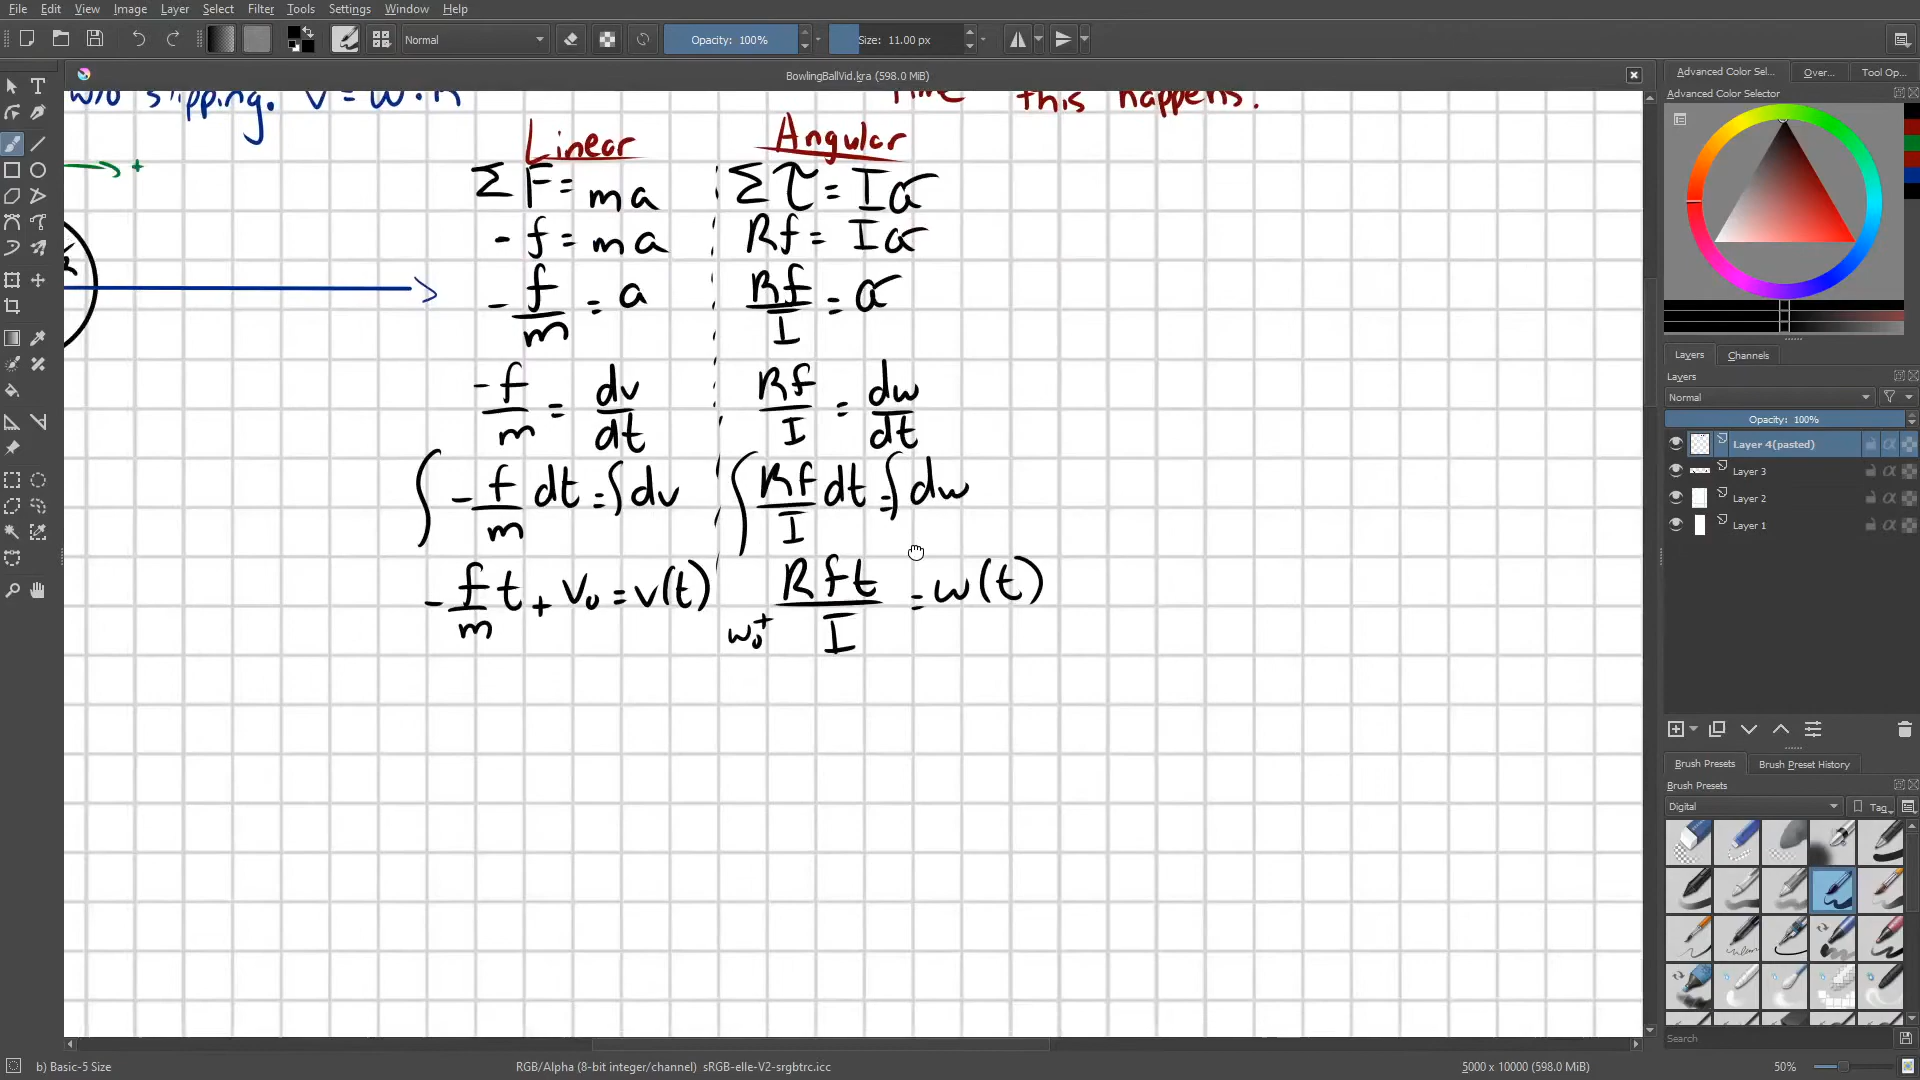 File Edit View Image Layer Select Filter Tools Settings Window Help
Normal
Opacity: 100%
Size: 11.00 px
BowlingBallVid.kra (598.0 MiB)
Advanced Color Sel... Over... Tool Op...
Advanced Color Selector
w/o slipping. V = ω · R
Time this happens.
Linear Angular
+
Σ F = ma Σ τ = Iα
-f = ma Rf = Iα
-f/m = a Rf/I = α
-f/m = dv/dt Rf/I = dω/dt
∫ -f/m dt = ∫ dv ∫ Rf/I dt = ∫ dω
-f/m t + V₀ = v(t) ω₀ + Rft/I = ω(t)
Layers Channels
Layers
Normal
Opacity: 100%
Layer 4(pasted)
Layer 3
Layer 2
Layer 1
Brush Presets Brush Preset History
Brush Presets
Digital Tag
Search
b) Basic-5 Size
RGB/Alpha (8-bit integer/channel) sRGB-elle-V2-srgbtrc.icc
5000 x 10000 (598.0 MiB)
50%